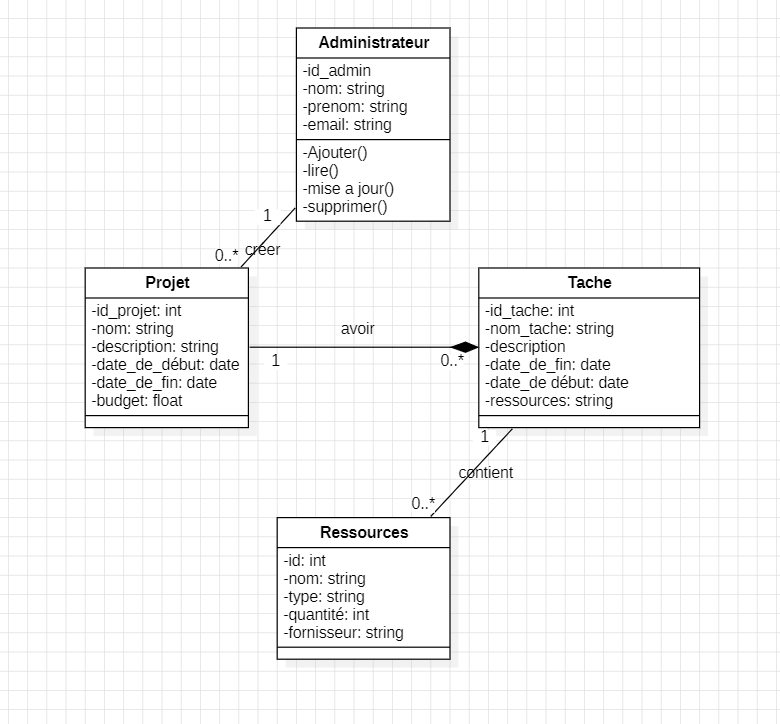 Administrateur
-id_admin
-nom: string
-prenom: string
-email: string
-Ajouter()
-lire()
-mise a jour()
-supprimer()
1
0..*
créer
Projet
-id_projet: int
-nom: string
-description: string
-date_de_début: date
-date_de_fin: date
-budget: float
avoir
1
0..*
Tache
-id_tache: int
-nom_tache: string
-description
-date_de_fin: date
-date_de début: date
-ressources: string
1
contient
0..*
Ressources
-id: int
-nom: string
-type: string
-quantité: int
-fornisseur: string